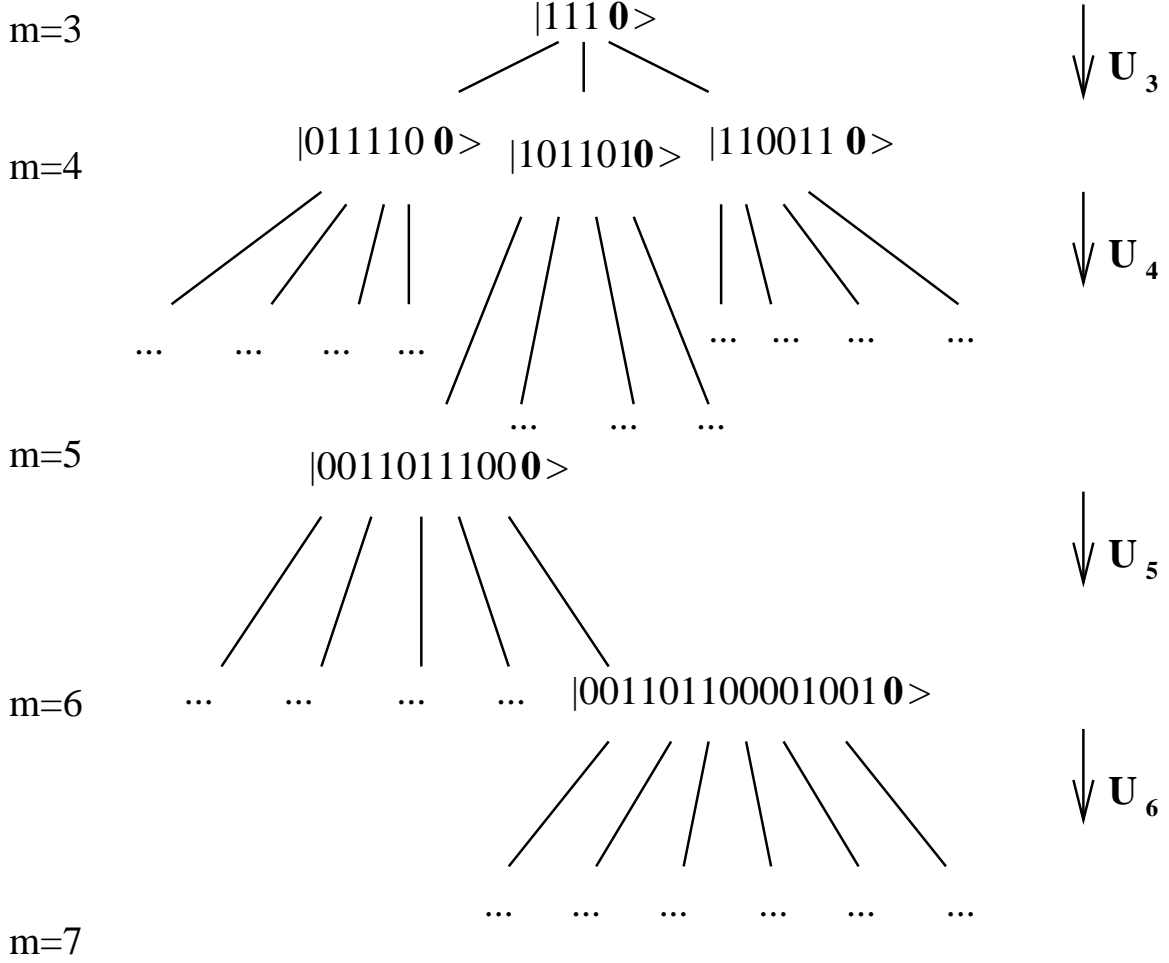 m=3 |111 0> U 3
m=4 |011110 0> |1011010> |110011 0> U 4
... ... ... ... ... ... ... ...
... ... ...
m=5 |00110111000> U 5
m=6 ... ... ... ... |001101100001001 0> U 6
... ... ... ... ... ...
m=7